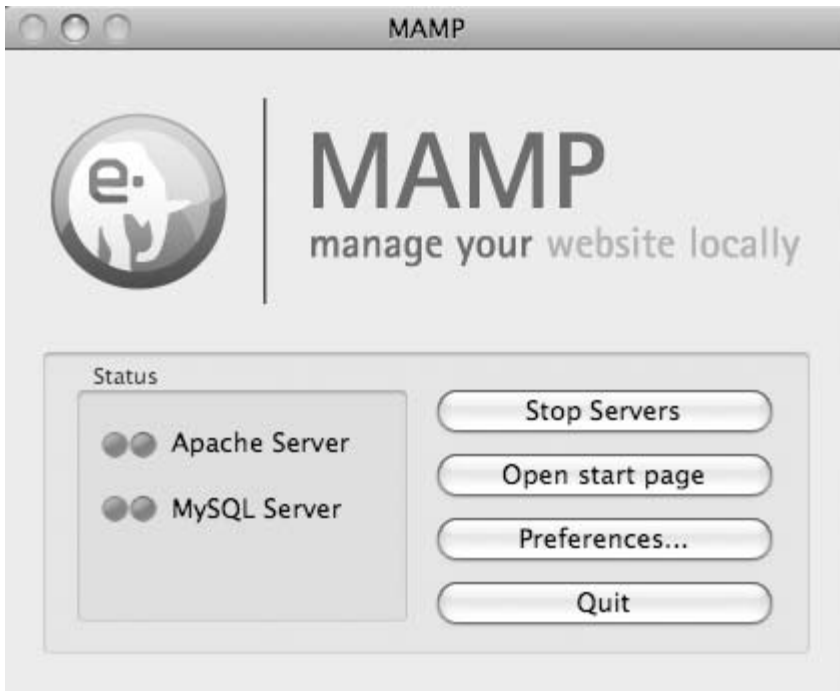 MAMP
e.
MAMP
manage your website locally
Status
Apache Server
MySQL Server
Stop Servers
Open start page
Preferences...
Quit